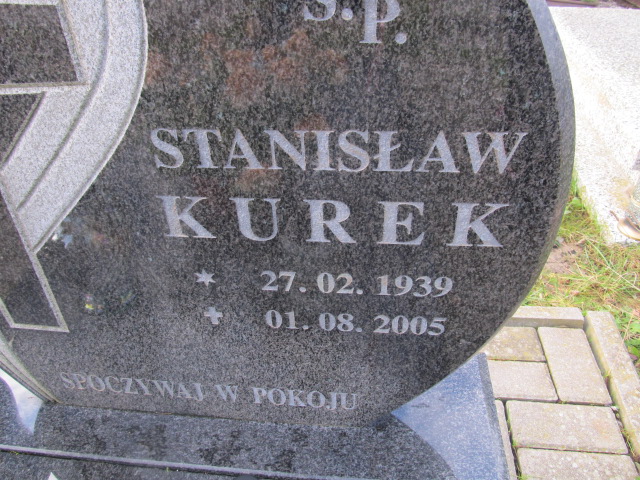 Ś.P.
STANISŁAW
KUREK
* 27. 02. 1939
✝ 01. 08. 2005
SPOCZYWAJ W POKOJU